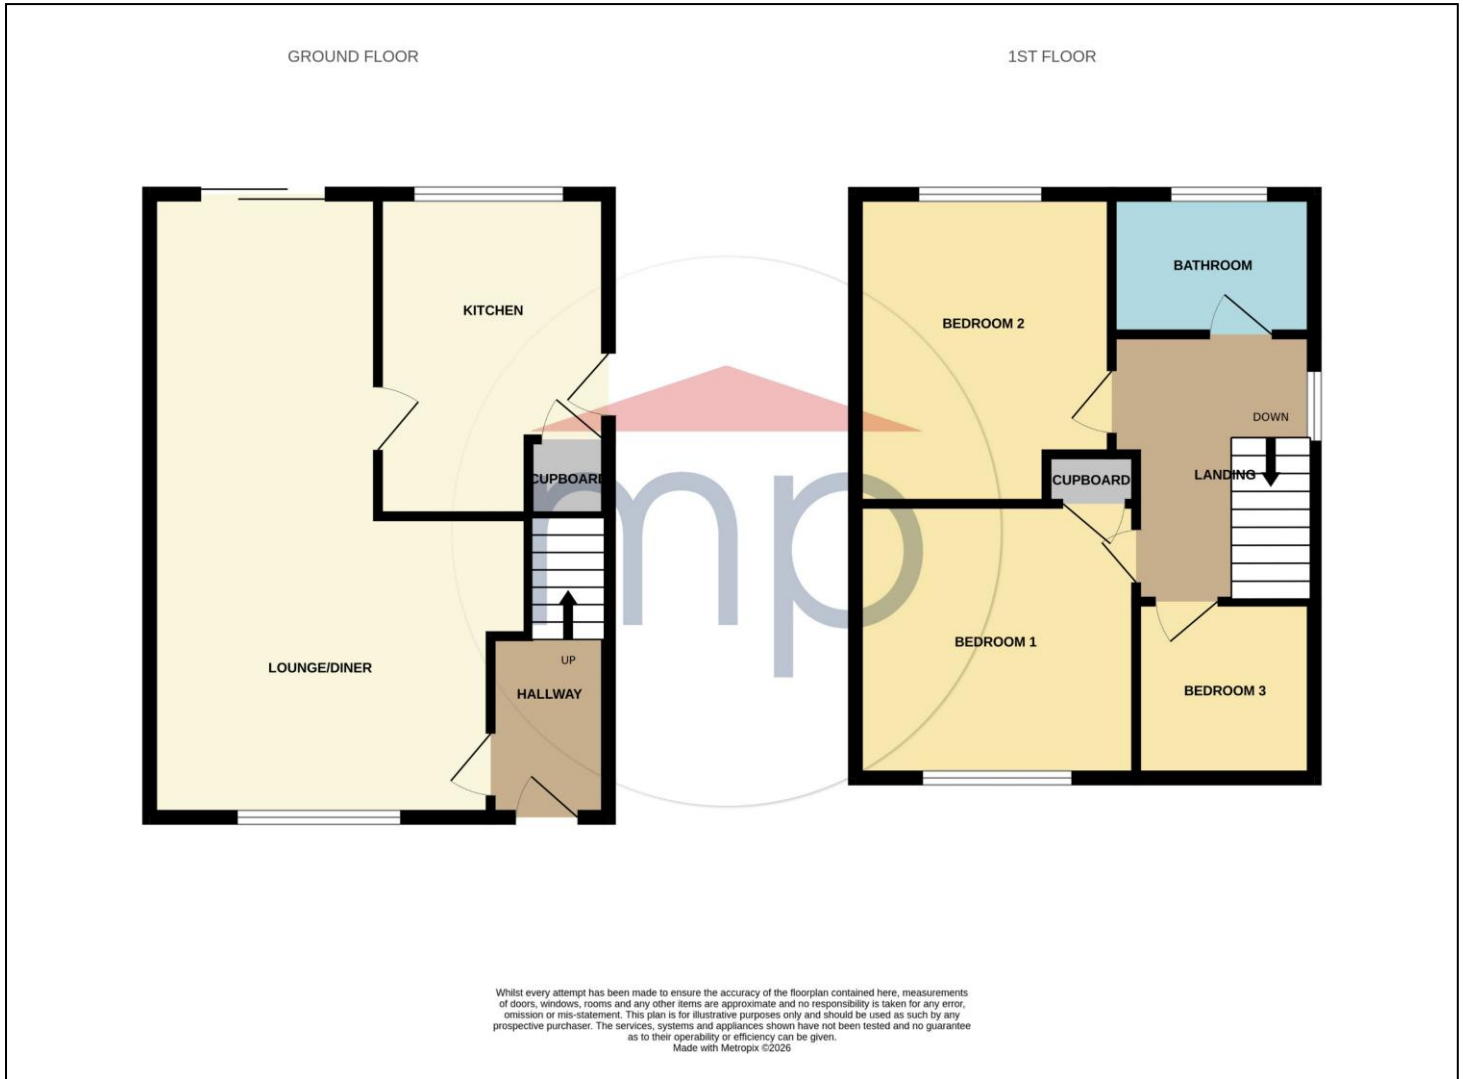 GROUND FLOOR
1ST FLOOR
KITCHEN
CUPBOARD
LOUNGE/DINER
UP
HALLWAY
BATHROOM
BEDROOM 2
DOWN
LANDING
CUPBOARD
BEDROOM 1
BEDROOM 3
mp
Whilst every attempt has been made to ensure the accuracy of the floorplan contained here, measurements
of doors, windows, rooms and any other items are approximate and no responsibility is taken for any error,
omission or mis-statement. This plan is for illustrative purposes only and should be used as such by any
prospective purchaser. The services, systems and appliances shown have not been tested and no guarantee
as to their operability or efficiency can be given.
Made with Metropix ©2026